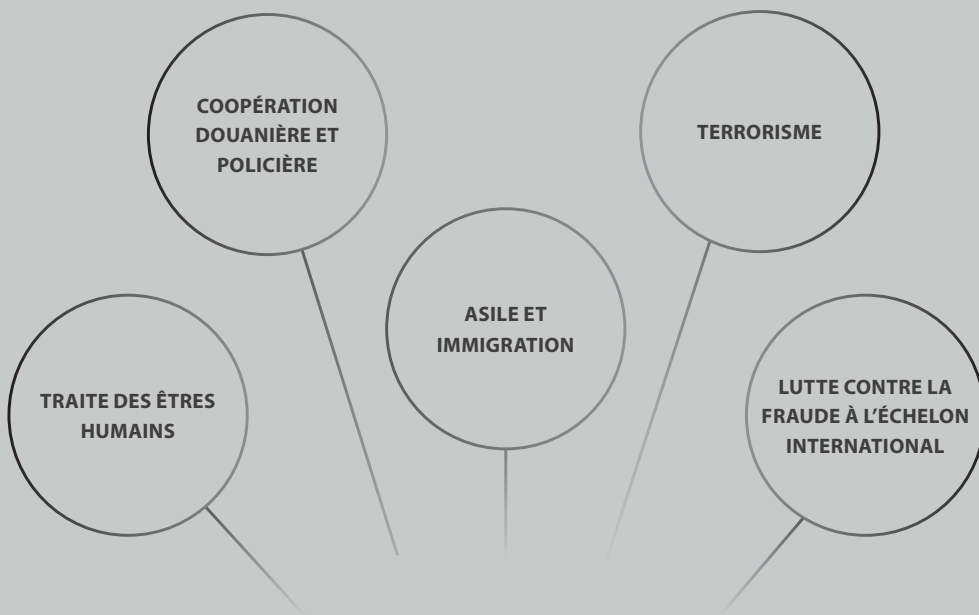 COOPÉRATION
DOUANIÈRE ET
POLICIÈRE
TERRORISME
ASILE ET
IMMIGRATION
TRAITE DES ÊTRES
HUMAINS
LUTTE CONTRE LA
FRAUDE À L’ÉCHELON
INTERNATIONAL